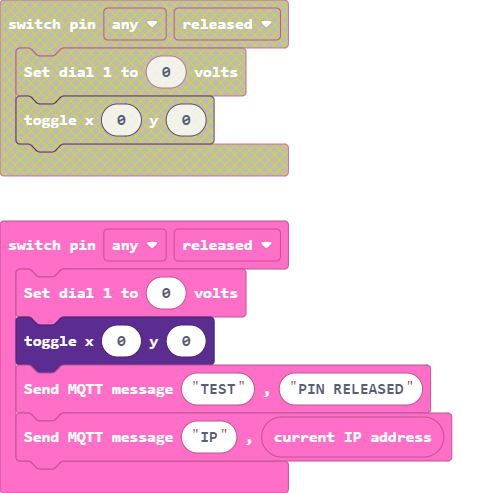 switch pin any released
Set dial 1 to 0 volts
toggle x 0 y 0
switch pin any released
Set dial 1 to 0 volts
toggle x 0 y 0
Send MQTT message "TEST" , "PIN RELEASED"
Send MQTT message "IP" , current IP address